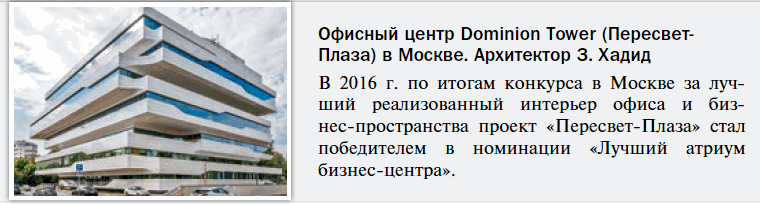 Офисный центр Dominion Tower (Пересвет-
Плаза) в Москве. Архитектор З. Хадид
В 2016 г. по итогам конкурса в Москве за луч-
ший реализованный интерьер офиса и биз-
нес-пространства проект «Пересвет-Плаза» стал
победителем в номинации «Лучший атриум
бизнес-центра».